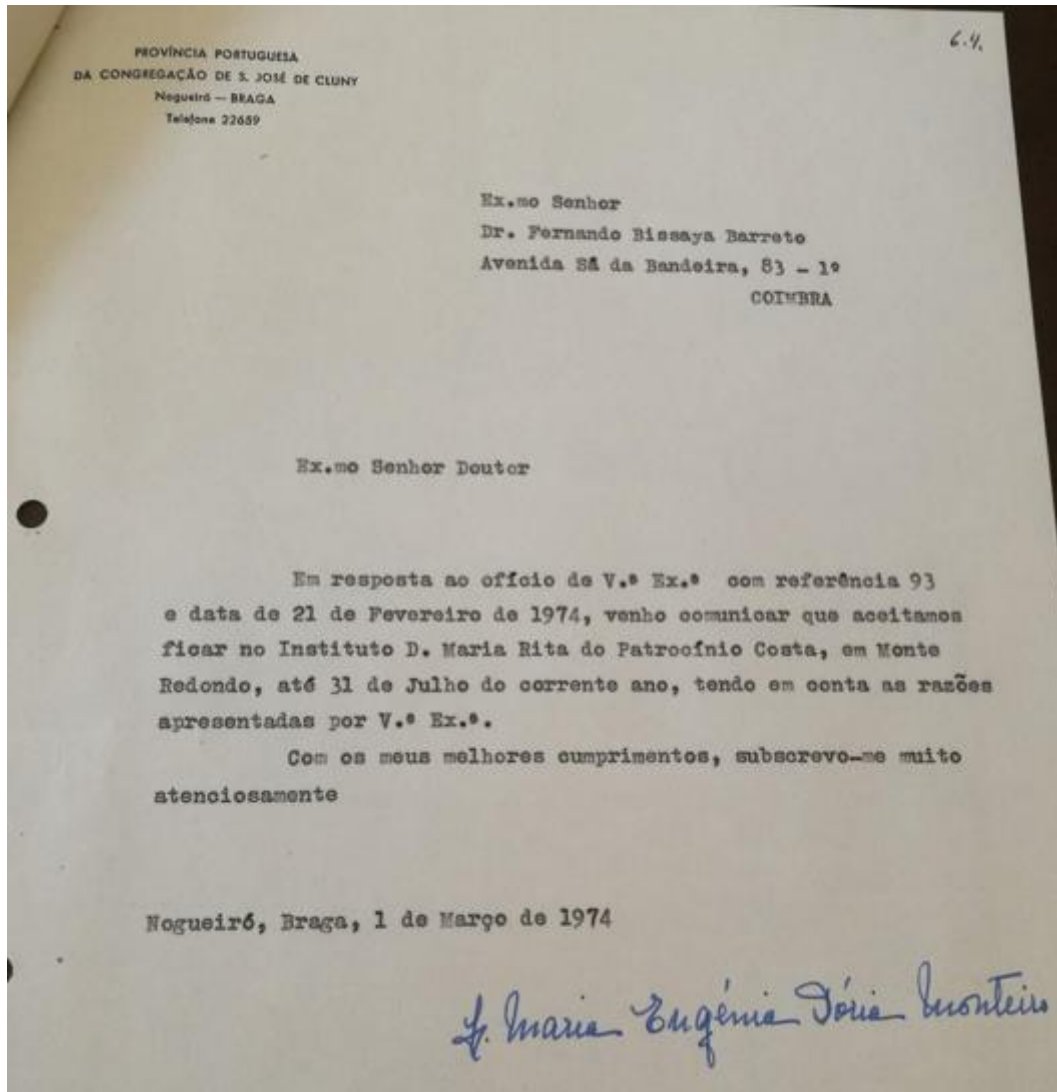 6.4.
PROVÍNCIA PORTUGUESA
DA CONGREGAÇÃO DE S. JOSÉ DE CLUNY
Nogueiró — BRAGA
Telefone 22659
Ex.mo Senhor
Dr. Fernando Bissaya Barreto
Avenida Sá da Bandeira, 83 - 1º
COIMBRA
Ex.mo Senhor Doutor
Em resposta ao ofício de V.ª Ex.ª com referência 93
e data de 21 de Fevereiro de 1974, venho comunicar que aceitamos
ficar no Instituto D. Maria Rita do Patrocínio Costa, em Monte
Redondo, até 31 de Julho do corrente ano, tendo em conta as razões
apresentadas por V.ª Ex.ª.
Com os meus melhores cumprimentos, subscrevo-me muito
atenciosamente
Nogueiró, Braga, 1 de Março de 1974
Maria Eugénia Dória Monteiro